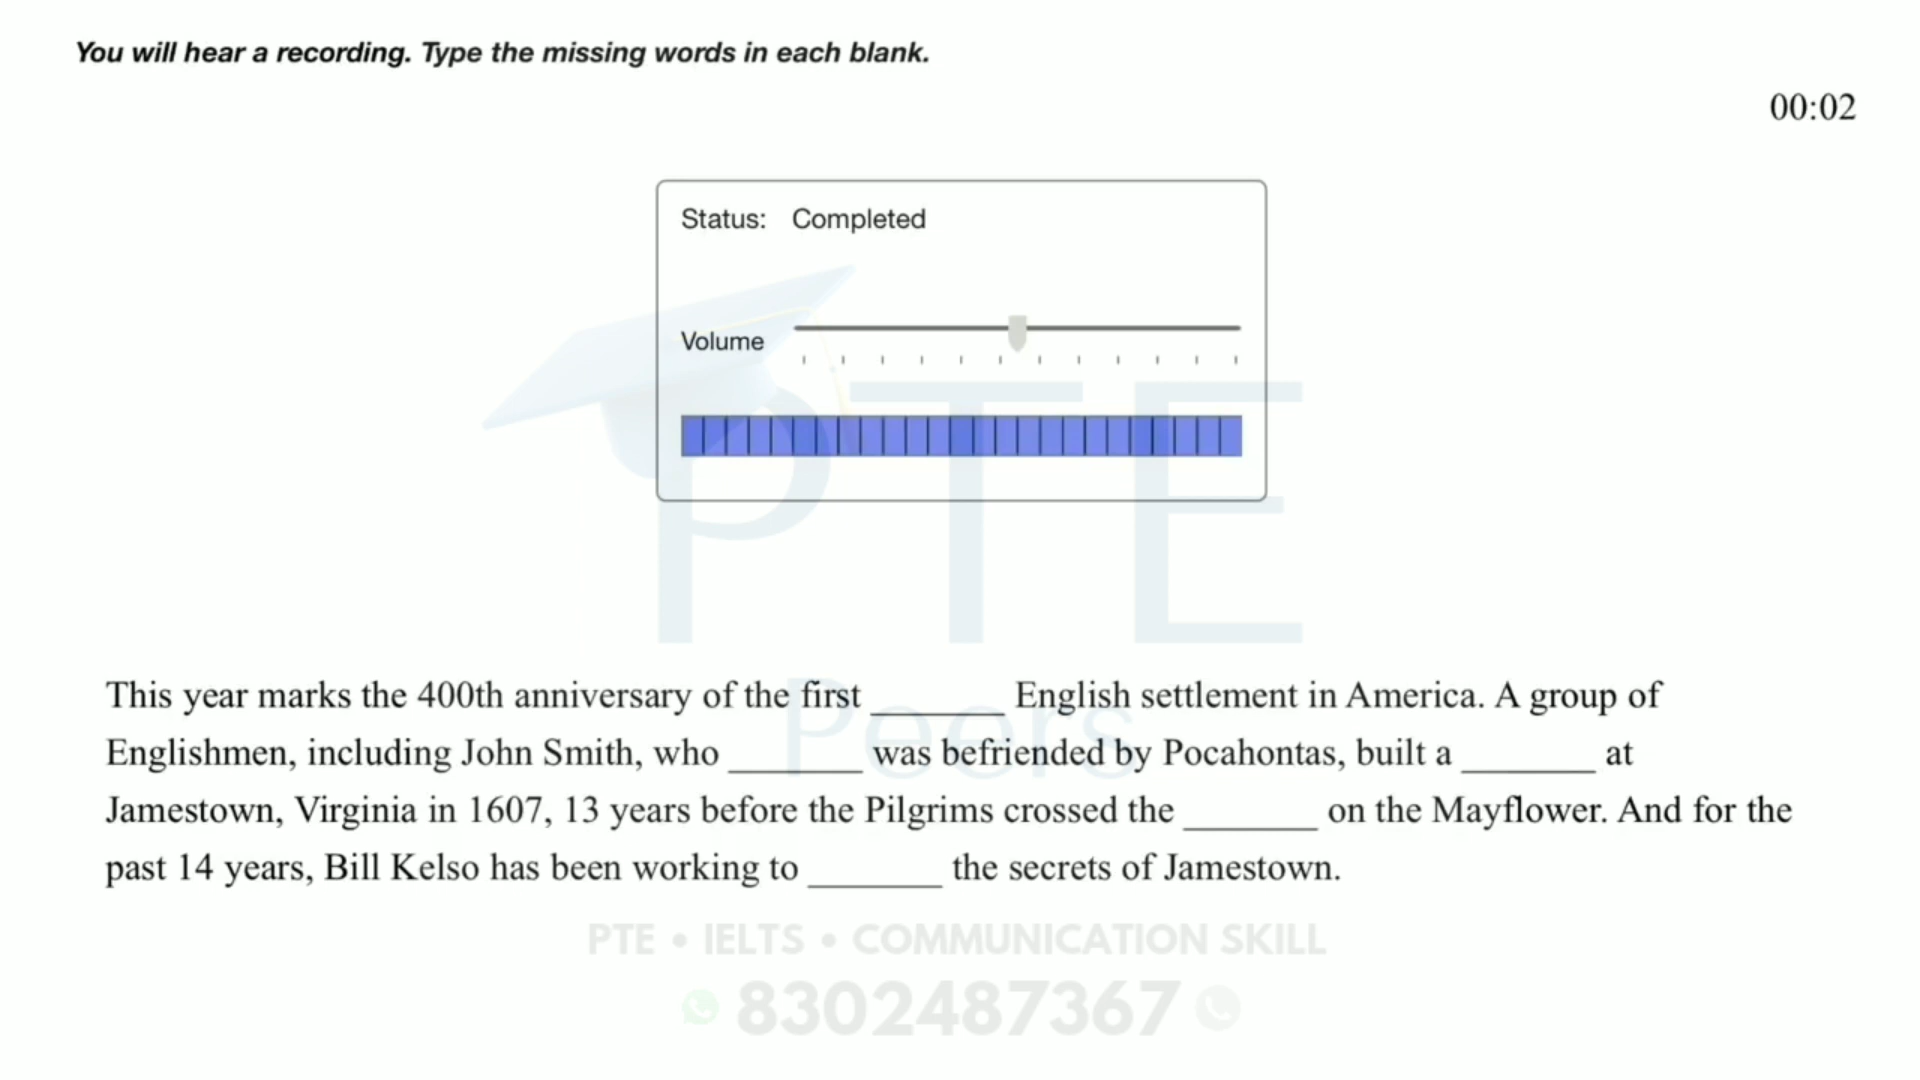 You will hear a recording. Type the missing words in each blank.
00:02
Status: Completed
Volume
PTE
Peers
This year marks the 400th anniversary of the first _______ English settlement in America. A group of
Englishmen, including John Smith, who _______ was befriended by Pocahontas, built a _______ at
Jamestown, Virginia in 1607, 13 years before the Pilgrims crossed the _______ on the Mayflower. And for the
past 14 years, Bill Kelso has been working to _______ the secrets of Jamestown.
PTE • IELTS • COMMUNICATION SKILL
8302487367